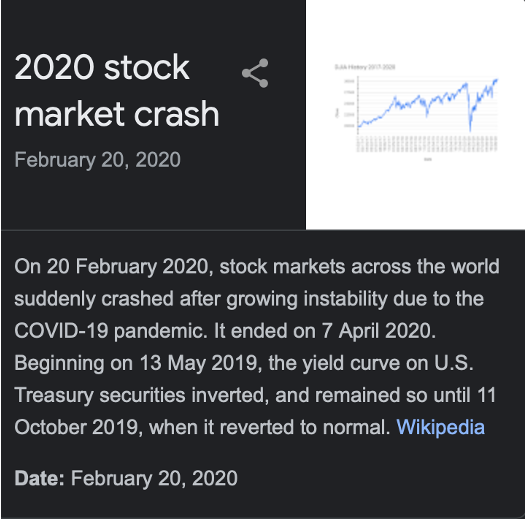 2020 stock
market crash
February 20, 2020
DJIA History 2017-2020
On 20 February 2020, stock markets across the world
suddenly crashed after growing instability due to the
COVID-19 pandemic. It ended on 7 April 2020.
Beginning on 13 May 2019, the yield curve on U.S.
Treasury securities inverted, and remained so until 11
October 2019, when it reverted to normal. Wikipedia
Date: February 20, 2020